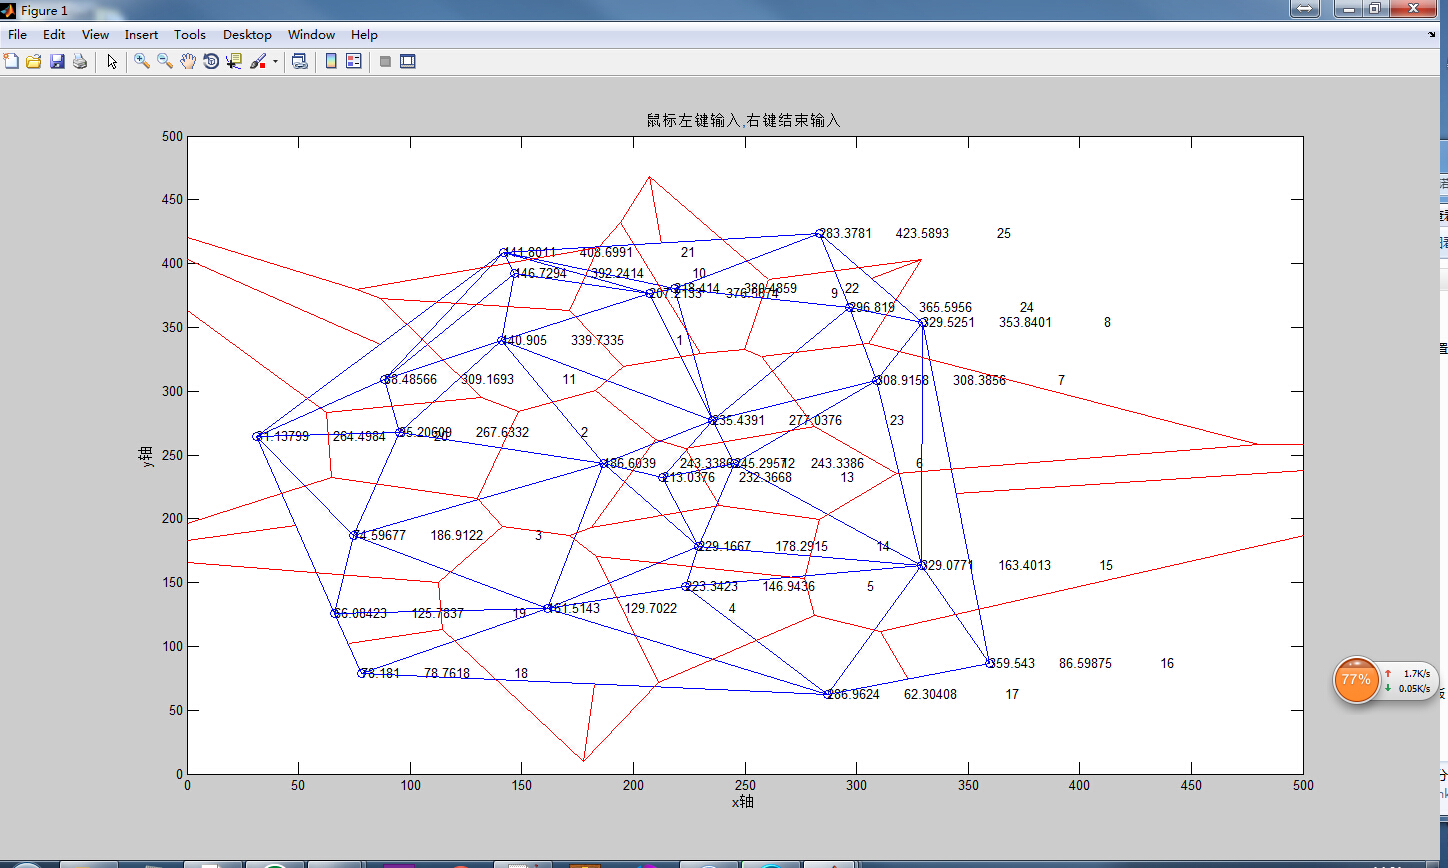 Figure 1
File Edit View Insert Tools Desktop Window Help
鼠标左键输入,右键结束输入
500
450
400
350
300
250
200
150
100
50
0
y轴
283.3781 423.5893 25
141.8011 408.6991 21
146.7294 392.2414 10
218.414 380.4859 22
207.2133 9
296.819 365.5956 24
329.5251 353.8401 8
140.905 339.7335 1
88.48566 309.1693 11
308.9158 308.3856 7
235.4391 277.0376 23
31.13799 264.4984 20
95.20609 267.6332 2
186.6039 243.3386 12
245.2957 243.3386 6
213.0376 232.3668 13
74.59677 186.9122 3
229.1667 178.2915 14
329.0771 163.4013 15
223.3423 146.9436 5
161.5143 129.7022 4
66.08423 125.7837 19
359.543 86.59875 16
78.181 78.7618 18
286.9624 62.30408 17
0 50 100 150 200 250 300 350 400 450 500
x轴
77%
1.7K/s
0.05K/s